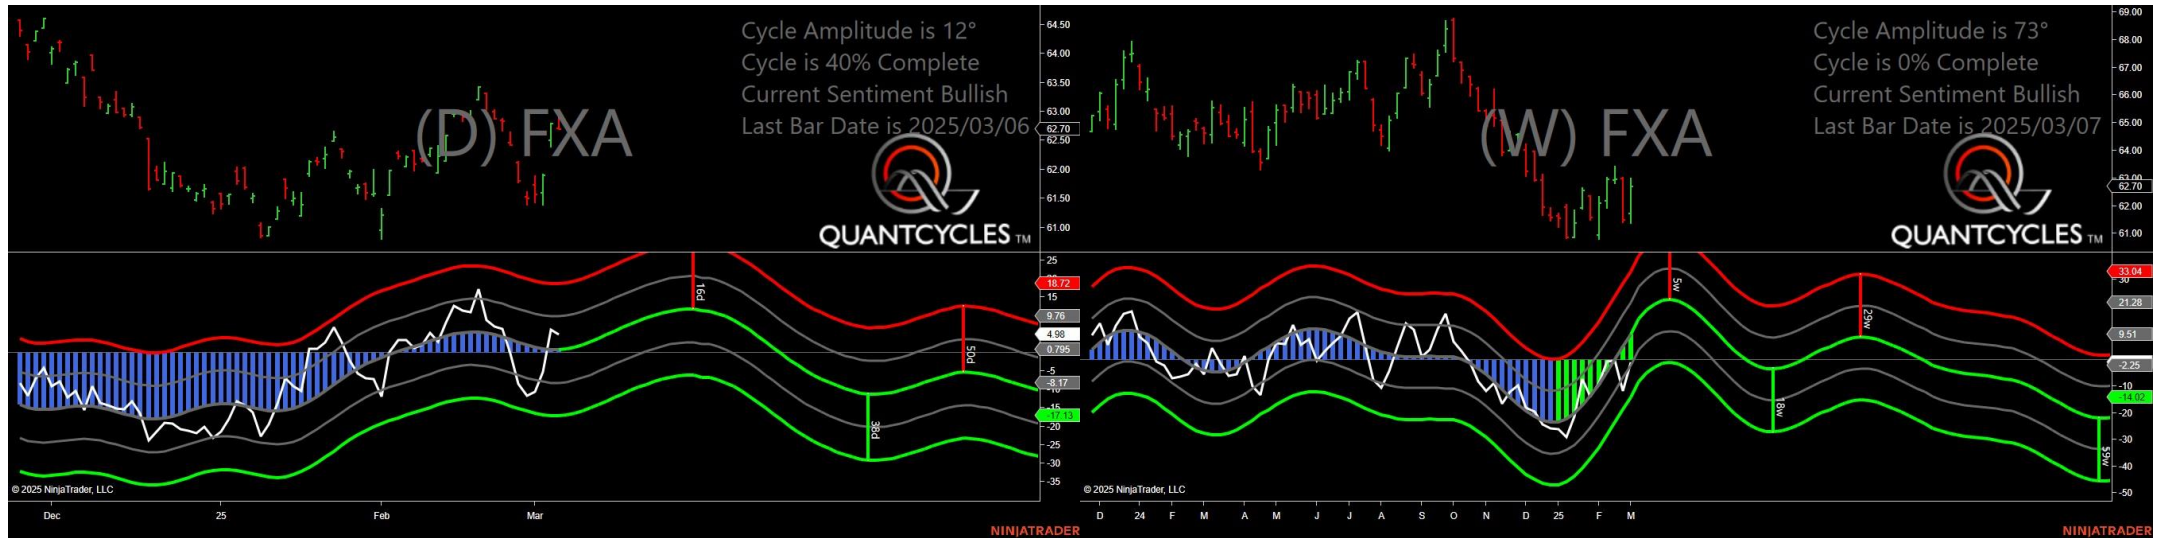 Cycle Amplitude is 12°
Cycle is 40% Complete
Current Sentiment Bullish
Last Bar Date is 2025/03/06
(D) FXA
QUANTCYCLES TM
64.50
64.00
63.50
63.00
62.70
62.50
62.00
61.50
61.00
25
18.72
15
9.76
4.98
0.795
-5
-8.17
-17.13
-20
-25
-30
-35
16d
38d
50d
© 2025 NinjaTrader, LLC
Dec 25 Feb Mar
NINJATRADER
Cycle Amplitude is 73°
Cycle is 0% Complete
Current Sentiment Bullish
Last Bar Date is 2025/03/07
(W) FXA
QUANTCYCLES TM
69.00
68.00
67.00
66.00
65.00
64.00
63.00
62.70
62.00
61.00
33.04
30
21.28
9.51
-2.25
-10
-14.02
-20
-30
-40
-50
5w
18w
29w
59w
© 2025 NinjaTrader, LLC
D 24 F M A M J J A S O N D 25 F M
NINJATRADER